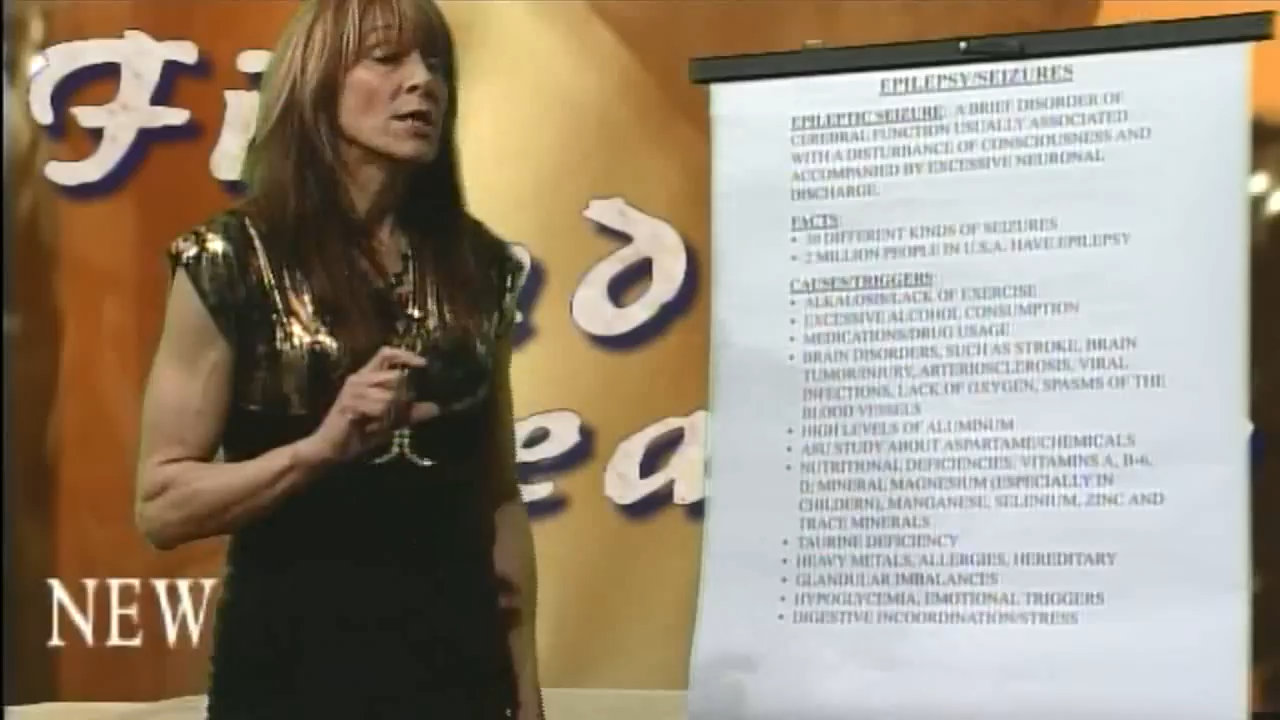 Fi
nd
ea
NEW
EPILEPSY/SEIZURES
EPILEPTIC SEIZURE: A BRIEF DISORDER OF
CEREBRAL FUNCTION USUALLY ASSOCIATED
WITH A DISTURBANCE OF CONSCIOUSNESS AND
ACCOMPANIED BY EXCESSIVE NEURONAL
DISCHARGE.
FACTS:
• 30 DIFFERENT KINDS OF SEIZURES
• 2 MILLION PEOPLE IN U.S.A. HAVE EPILEPSY
CAUSES/TRIGGERS:
• ALKALOSIS/LACK OF EXERCISE
• EXCESSIVE ALCOHOL CONSUMPTION
• MEDICATIONS/DRUG USAGE
• BRAIN DISORDERS, SUCH AS STROKE, BRAIN
TUMOR/INJURY, ARTERIOSCLEROSIS, VIRAL
INFECTIONS, LACK OF OXYGEN, SPASMS OF THE
BLOOD VESSELS
• HIGH LEVELS OF ALUMINUM
• ASU STUDY ABOUT ASPARTAME/CHEMICALS
• NUTRITIONAL DEFICIENCIES, VITAMINS A, B-6,
D; MINERAL MAGNESIUM (ESPECIALLY IN
CHILDERN), MANGANESE, SELENIUM, ZINC AND
TRACE MINERALS
• TAURINE DEFICIENCY
• HEAVY METALS, ALLERGIES, HEREDITARY
• GLANDULAR IMBALANCES
• HYPOGLYCEMIA, EMOTIONAL TRIGGERS
• DIGESTIVE INCOORDINATION/STRESS